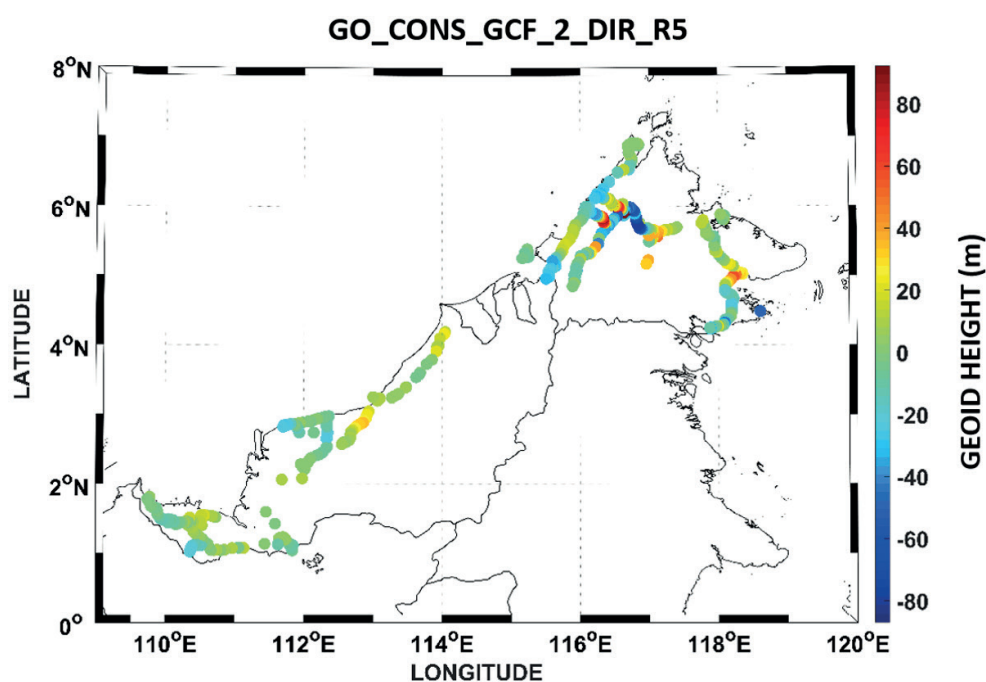 GO_CONS_GCF_2_DIR_R5
8°N
6°N
4°N
2°N
0°
LATITUDE
110°E 112°E 114°E 116°E 118°E 120°E
LONGITUDE
80
60
40
20
0
-20
-40
-60
-80
GEOID HEIGHT (m)